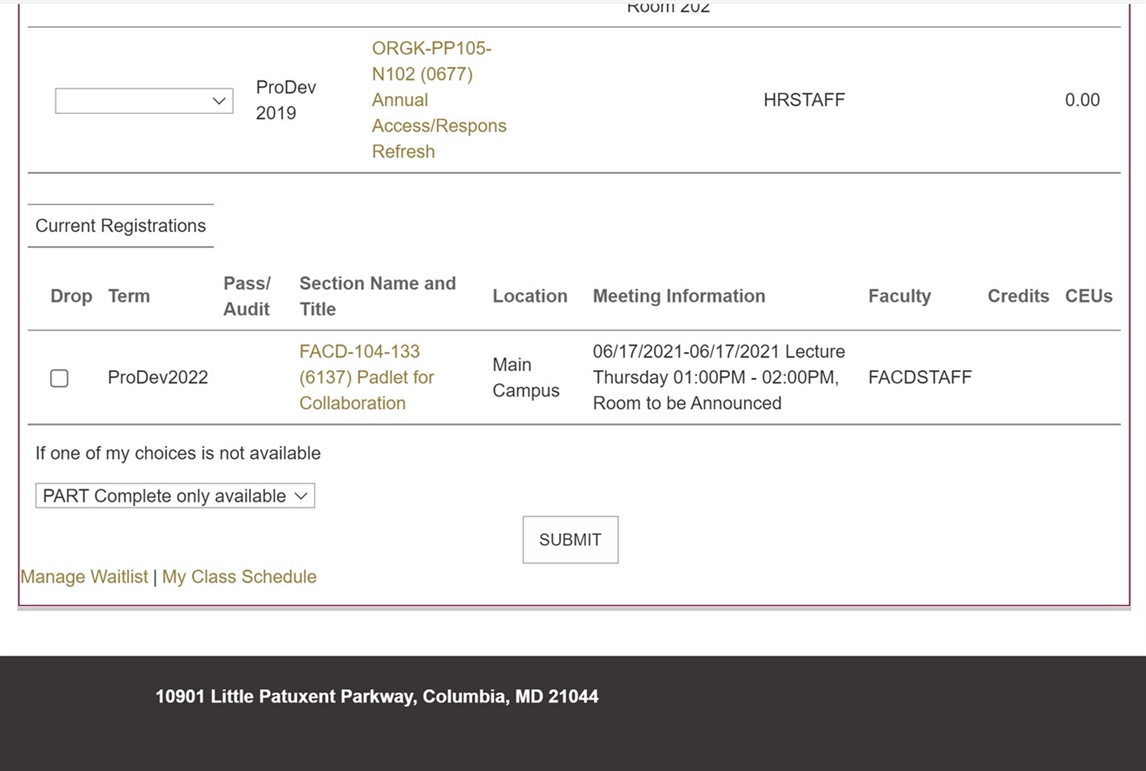 Room 202
ORGK-PP105-
N102 (0677)
Annual
Access/Respons
Refresh
ProDev
2019
HRSTAFF
0.00
Current Registrations
Drop
Term
Pass/
Audit
Section Name and
Title
Location
Meeting Information
Faculty
Credits
CEUs
ProDev2022
FACD-104-133
(6137) Padlet for
Collaboration
Main
Campus
06/17/2021-06/17/2021 Lecture
Thursday 01:00PM - 02:00PM,
Room to be Announced
FACDSTAFF
If one of my choices is not available
PART Complete only available
SUBMIT
Manage Waitlist | My Class Schedule
10901 Little Patuxent Parkway, Columbia, MD 21044